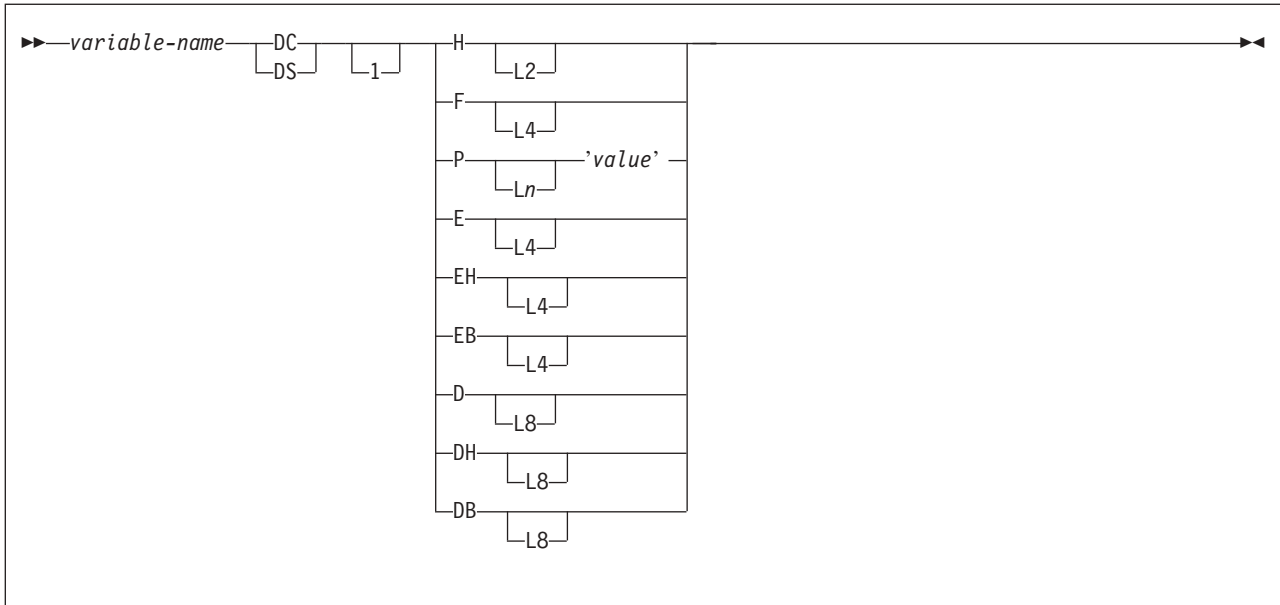 variable-name DC 1 H
DS L2
F
L4
P 'value'
Ln
E
L4
EH
L4
EB
L4
D
L8
DH
L8
DB
L8